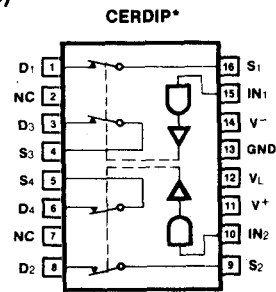 CERDIP*
D1 1 16 S1
NC 2 15 IN1
D3 3 14 V-
S3 4 13 GND
S4 5 12 VL
D4 6 11 V+
NC 7 10 IN2
D2 8 9 S2